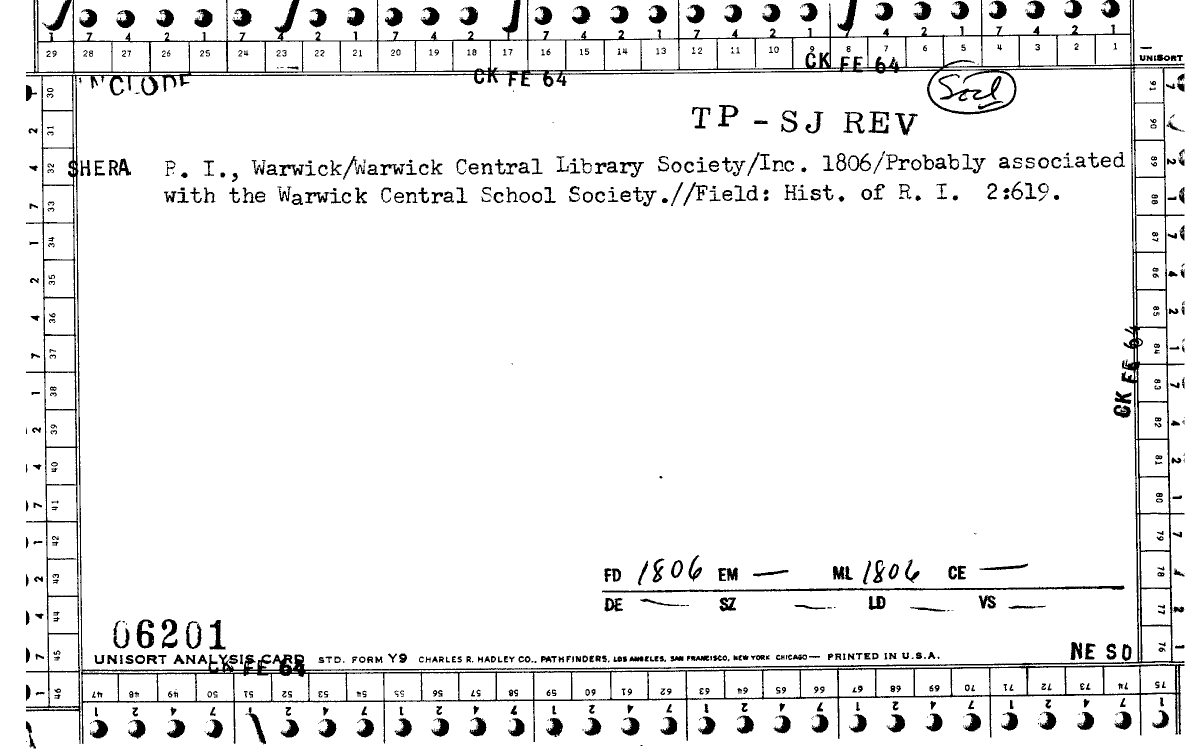 7 4 2 1 7 4 2 1 7 4 2 1 7 4 2 1 7 4 2 1 7 4 2 1
29 28 27 26 25 24 23 22 21 20 19 18 17 16 15 14 13 12 11 10 9 8 7 6 5 4 3 2 1
UNISORT
CK FE 64
CK FE 64
INCLUDE
TP - SJ REV
SHERA R. I., Warwick/Warwick Central Library Society/Inc. 1806/Probably associated
with the Warwick Central School Society.//Field: Hist. of R. I. 2:619.
30 31 32 33 34 35 36 37 38 39 40 41 42 43 44 45 46
91 90 89 88 87 86 85 84 83 82 81 80 79 78 77 76
CK FE 64
FD 1806 EM — ML 1806 CE —
DE — SZ — LD — VS —
06201
UNISORT ANALYSIS CARD STD. FORM Y9 CHARLES R. HADLEY CO., PATHFINDERS, LOS ANGELES, SAN FRANCISCO, NEW YORK CHICAGO— PRINTED IN U.S.A.
CK FE 64
NE SO
47 48 49 50 51 52 53 54 55 56 57 58 59 60 61 62 63 64 65 66 67 68 69 70 71 72 73 74 75